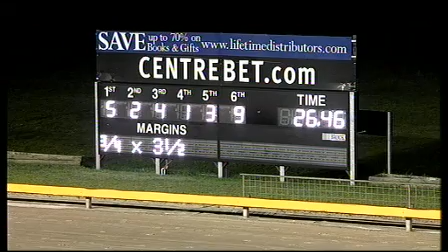 SAVE up to 70% on Books & Gifts www.lifetimedistributors.com
CENTREBET.com
1ST 2ND 3RD 4TH 5TH 6TH TIME
5 2 4 1 3 9 26.46
MARGINS
3/4 x 3 1/2